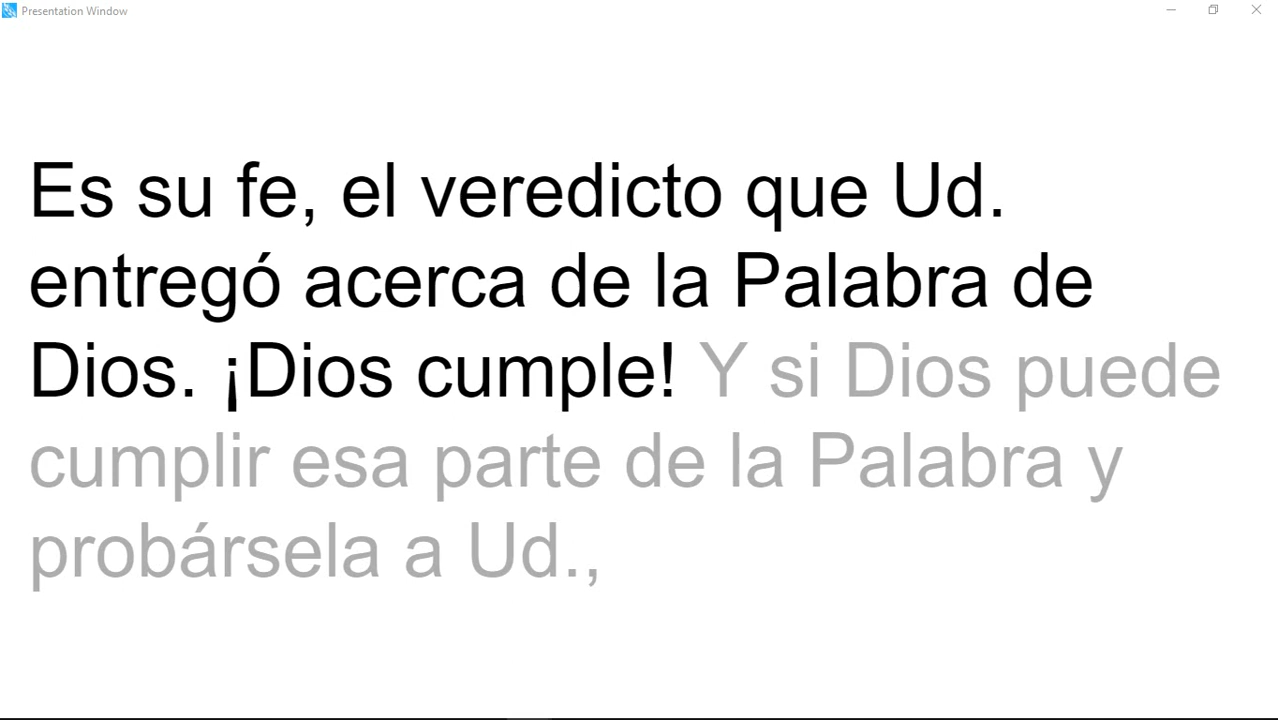 Presentation Window
Es su fe, el veredicto que Ud.
entregó acerca de la Palabra de
Dios. ¡Dios cumple! Y si Dios puede
cumplir esa parte de la Palabra y
probársela a Ud.,